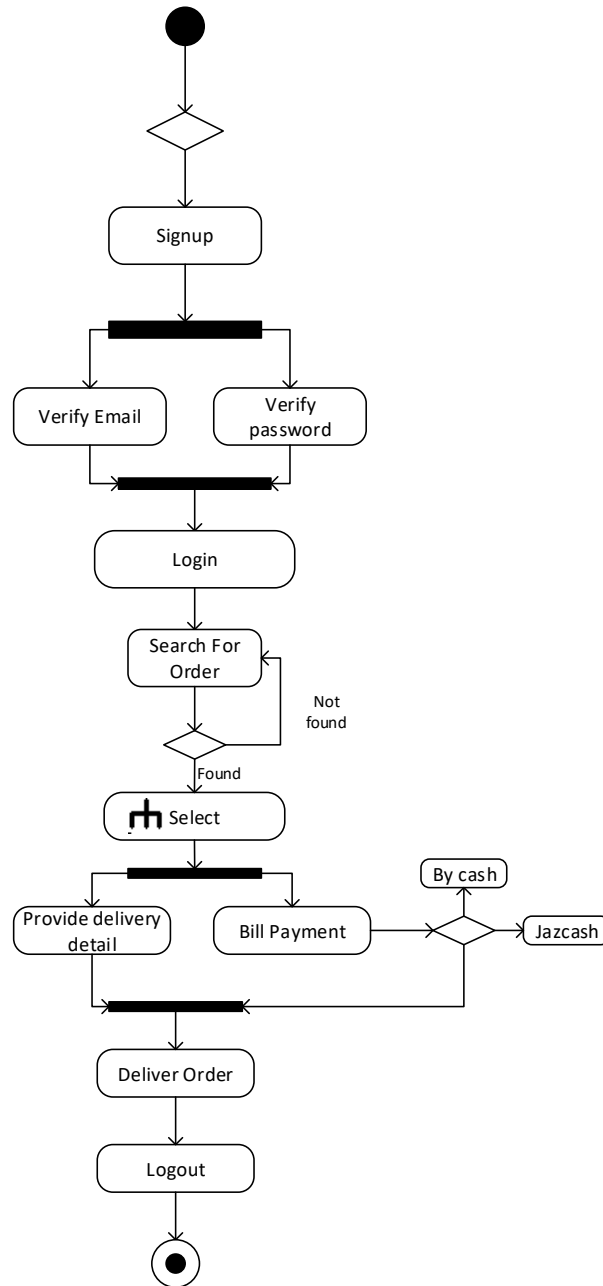 Signup
Verify Email
Verify
password
Login
Search For
Order
Not
found
Found
Select
By cash
Provide delivery
detail
Bill Payment
Jazcash
Deliver Order
Logout